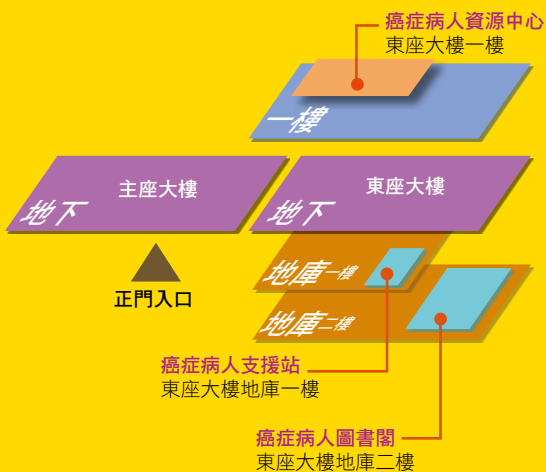 癌症病人資源中心
東座大樓一樓
一樓
主座大樓
東座大樓
地下
地下
地庫一樓
正門入口
地庫二樓
癌症病人支援站
東座大樓地庫一樓
癌症病人圖書閣
東座大樓地庫二樓